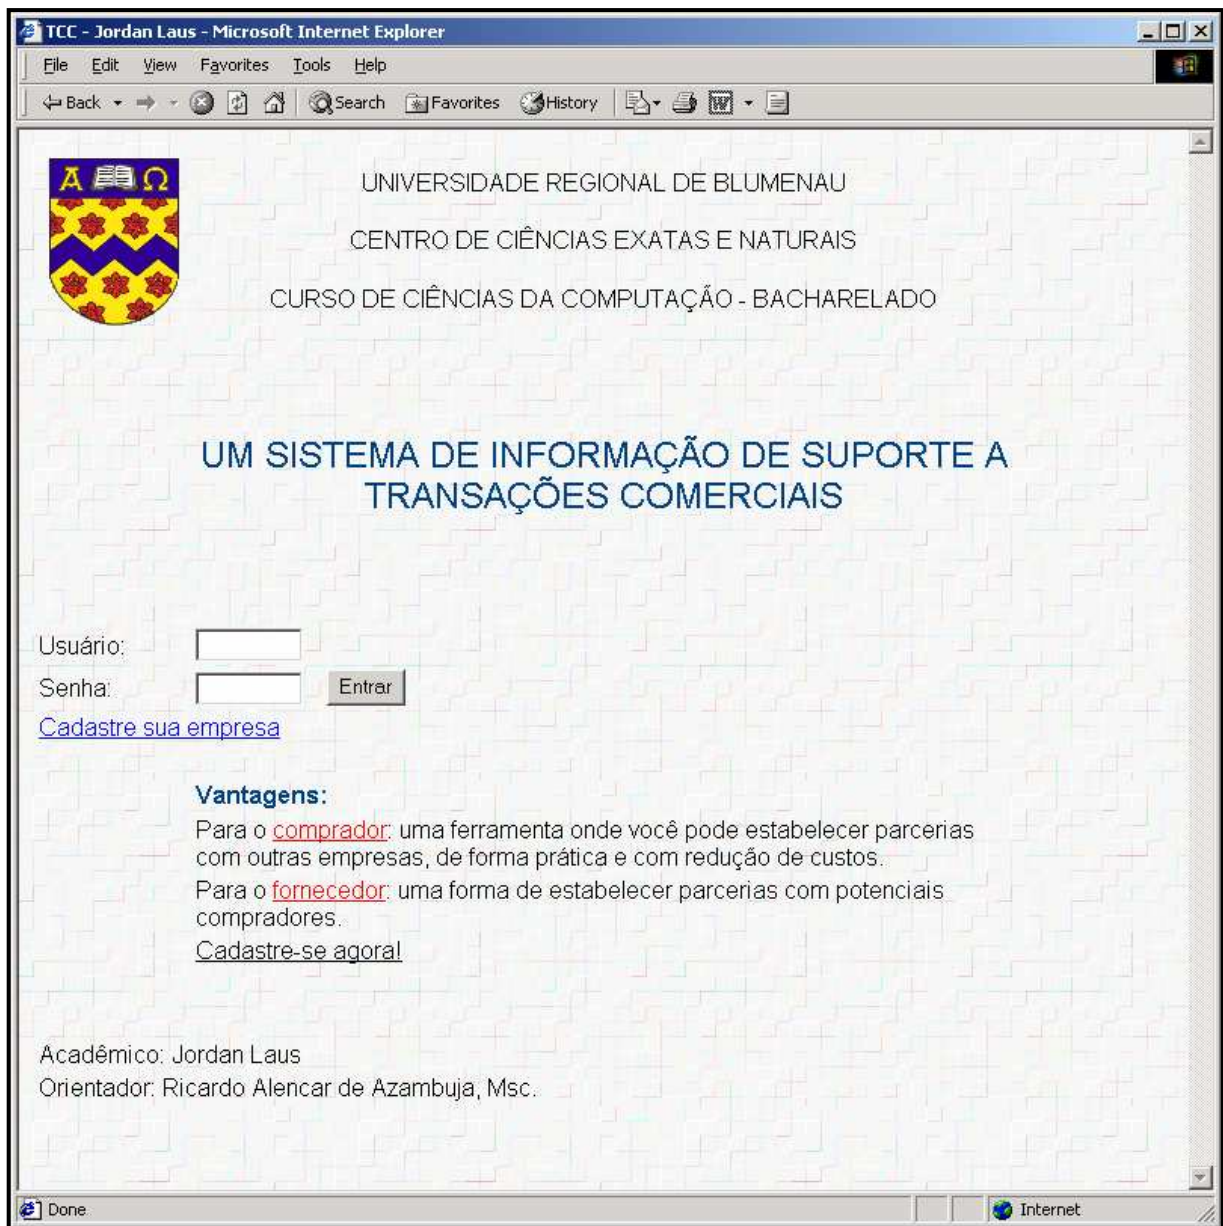 TCC - Jordan Laus - Microsoft Internet Explorer
File Edit View Favorites Tools Help
Back Search Favorites History
Α Ω
UNIVERSIDADE REGIONAL DE BLUMENAU
CENTRO DE CIÊNCIAS EXATAS E NATURAIS
CURSO DE CIÊNCIAS DA COMPUTAÇÃO - BACHARELADO
UM SISTEMA DE INFORMAÇÃO DE SUPORTE A
TRANSAÇÕES COMERCIAIS
Usuário:
Senha: Entrar
Cadastre sua empresa
Vantagens:
Para o comprador: uma ferramenta onde você pode estabelecer parcerias
com outras empresas, de forma prática e com redução de custos.
Para o fornecedor: uma forma de estabelecer parcerias com potenciais
compradores.
Cadastre-se agora!
Acadêmico: Jordan Laus
Orientador: Ricardo Alencar de Azambuja, Msc.
Done Internet